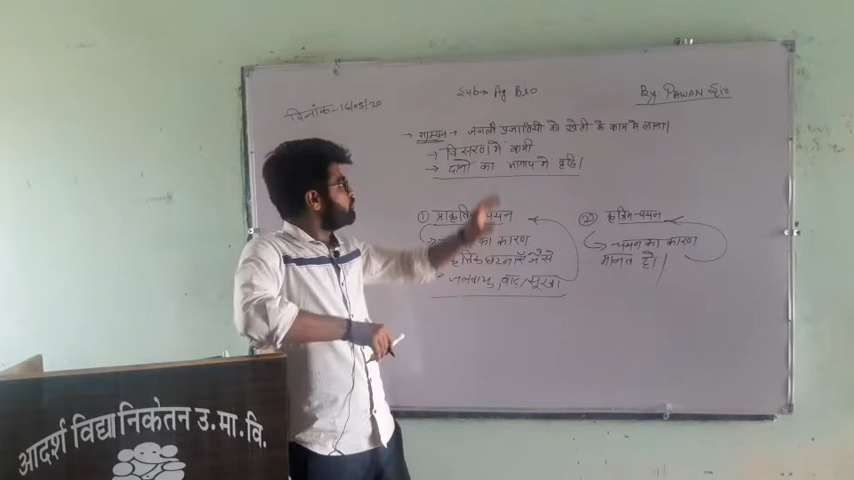 दिनांक - 16/05/20
Sub → Ag Bio
By: PAWAN Sir
→ ग्राम्यन → जंगली प्रजातियो को खेती के काम मे लाना।
→ विसरण मे कमी
→ दानो का आकार मे वृद्धि।
① प्राकृतिक चयन
② कृत्रिम - चयन
का कारण
→ चयन का कारण
घटनाएँ जैसे
मानव है।
जलवायु, बाढ़/सूखा
आदर्श विद्या निकेतन उ.मा.वि.